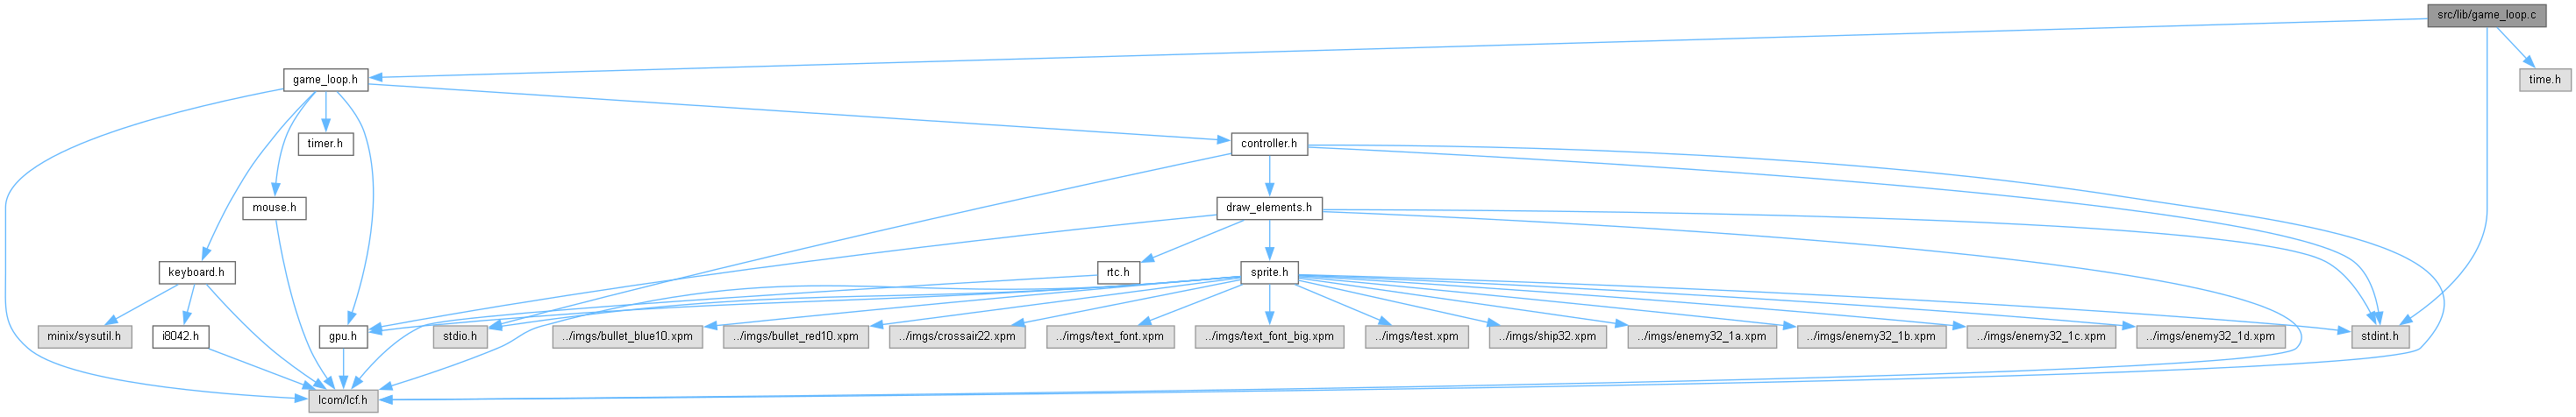 src/lib/game_loop.c
game_loop.h
time.h
timer.h
controller.h
mouse.h
draw_elements.h
keyboard.h
rtc.h
sprite.h
minix/sysutil.h
i8042.h
gpu.h
stdio.h
../imgs/bullet_blue10.xpm
../imgs/bullet_red10.xpm
../imgs/crossair22.xpm
../imgs/text_font.xpm
../imgs/text_font_big.xpm
../imgs/test.xpm
../imgs/ship32.xpm
../imgs/enemy32_1a.xpm
../imgs/enemy32_1b.xpm
../imgs/enemy32_1c.xpm
../imgs/enemy32_1d.xpm
stdint.h
lcom/lcf.h